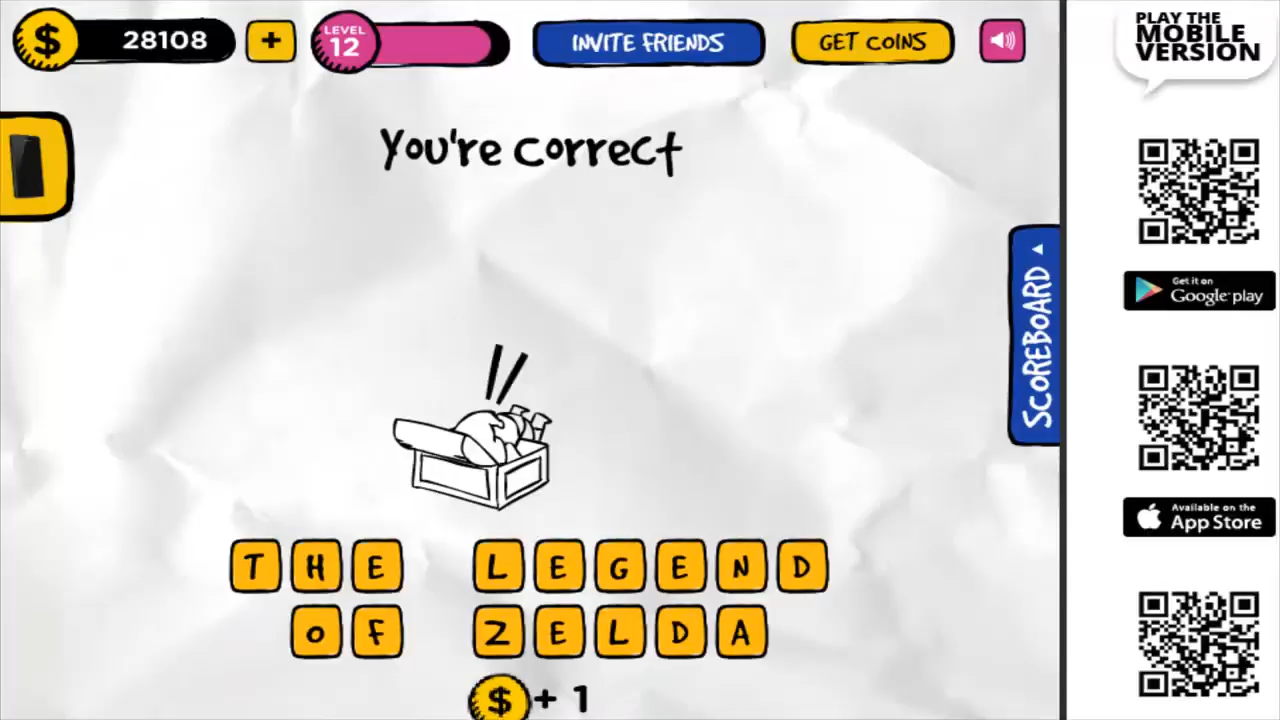 $ 28108 +
LEVEL
12
INVITE FRIENDS
GET COINS
PLAY THE
MOBILE
VERSION
You're correct
SCOREBOARD
Get it on
Google play
Available on the
App Store
THE LEGEND
OF ZELDA
$ + 1